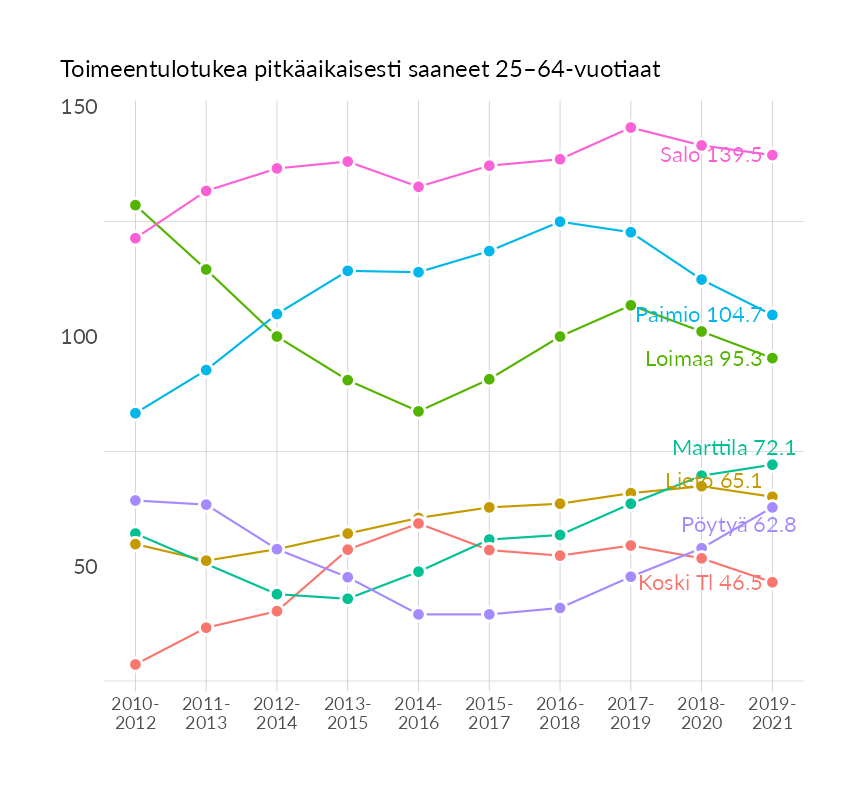 Toimeentulotukea pitkäaikaisesti saaneet 25–64-vuotiaat
150
Salo 139.5
100
Paimio 104.7
Loimaa 95.3
Marttila 72.1
Lieto 65.1
Pöytyä 62.8
50
Koski Tl 46.5
2010- 2011- 2012- 2013- 2014- 2015- 2016- 2017- 2018- 2019-
2012 2013 2014 2015 2016 2017 2018 2019 2020 2021